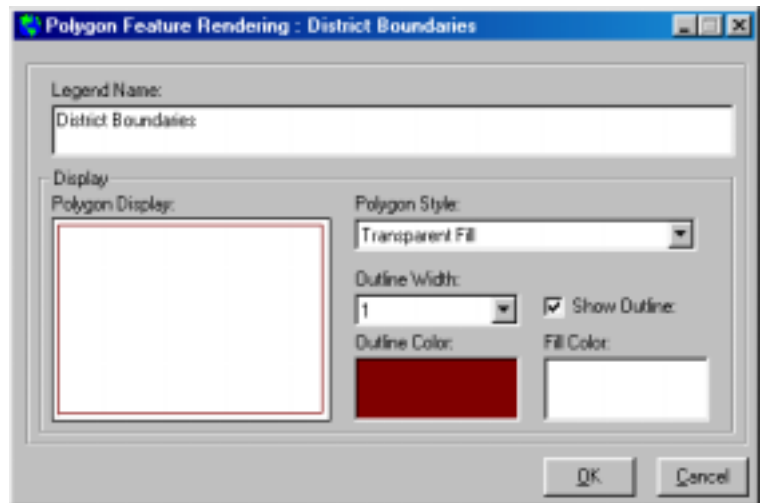 Polygon Feature Rendering : District Boundaries
Legend Name:
District Boundaries
Display
Polygon Display:
Polygon Style:
Transparent Fill
Outline Width:
1
Show Outline:
Outline Color:
Fill Color:
OK
Cancel